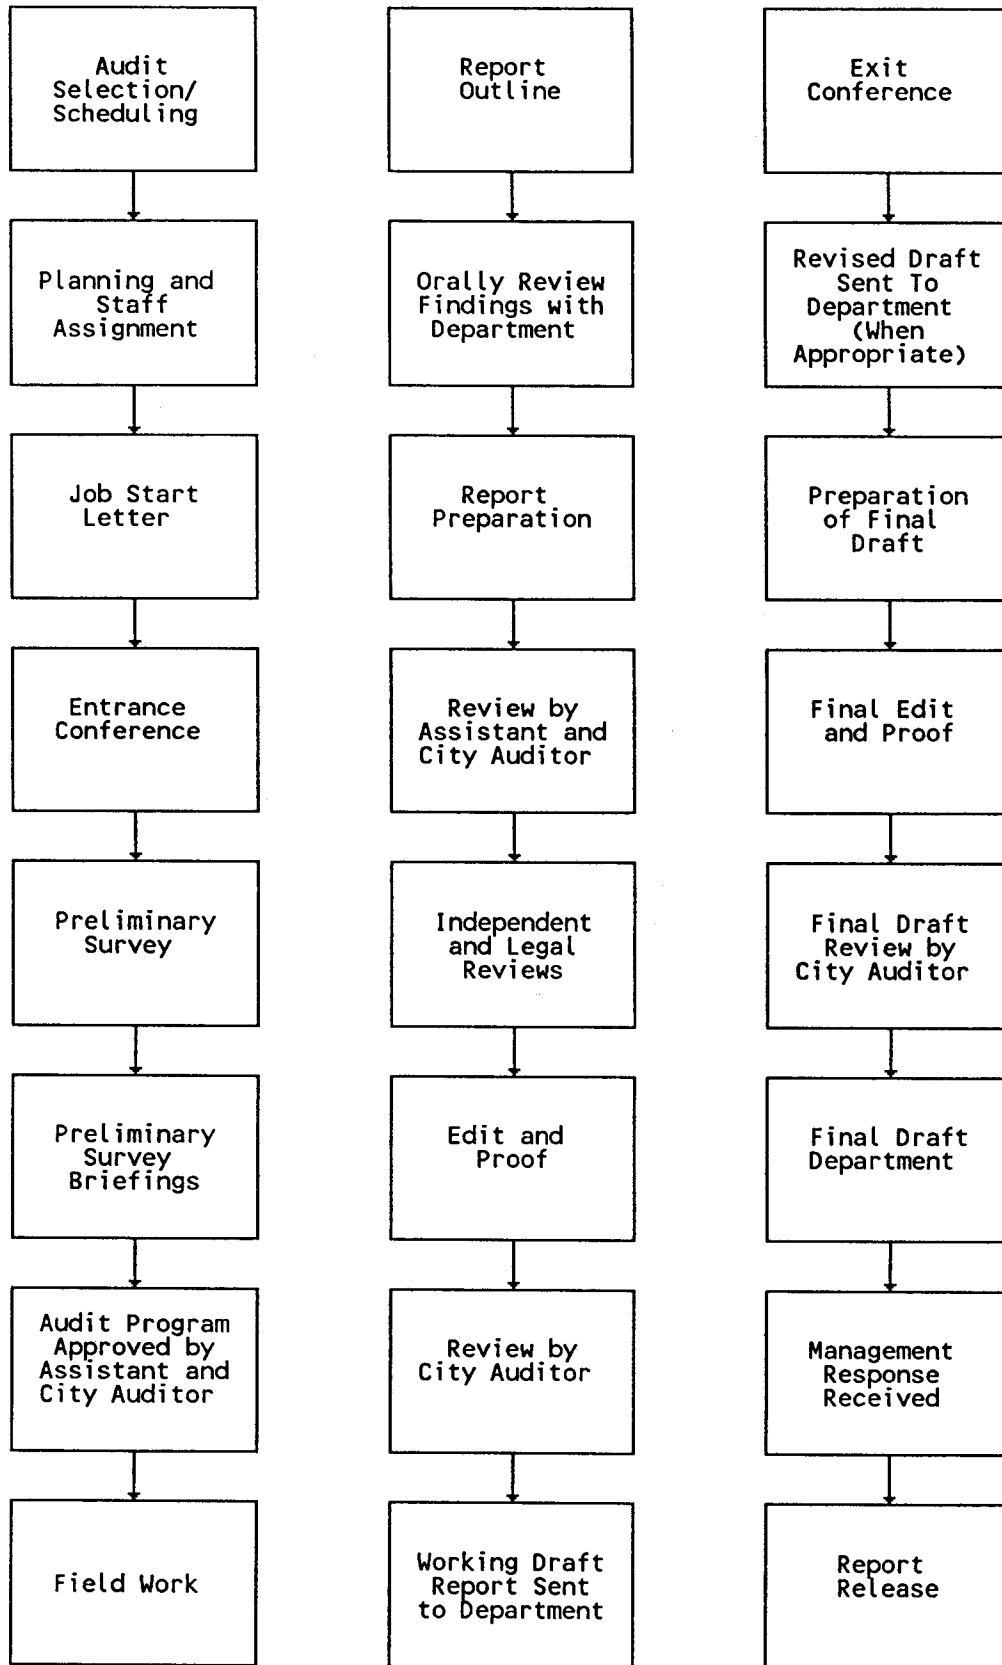 Audit
Selection/
Scheduling
Planning and
Staff
Assignment
Job Start
Letter
Entrance
Conference
Preliminary
Survey
Preliminary
Survey
Briefings
Audit Program
Approved by
Assistant and
City Auditor
Field Work
Report
Outline
Orally Review
Findings with
Department
Report
Preparation
Review by
Assistant and
City Auditor
Independent
and Legal
Reviews
Edit and
Proof
Review by
City Auditor
Working Draft
Report Sent
to Department
Exit
Conference
Revised Draft
Sent To
Department
(When
Appropriate)
Preparation
of Final
Draft
Final Edit
and Proof
Final Draft
Review by
City Auditor
Final Draft
Department
Management
Response
Received
Report
Release